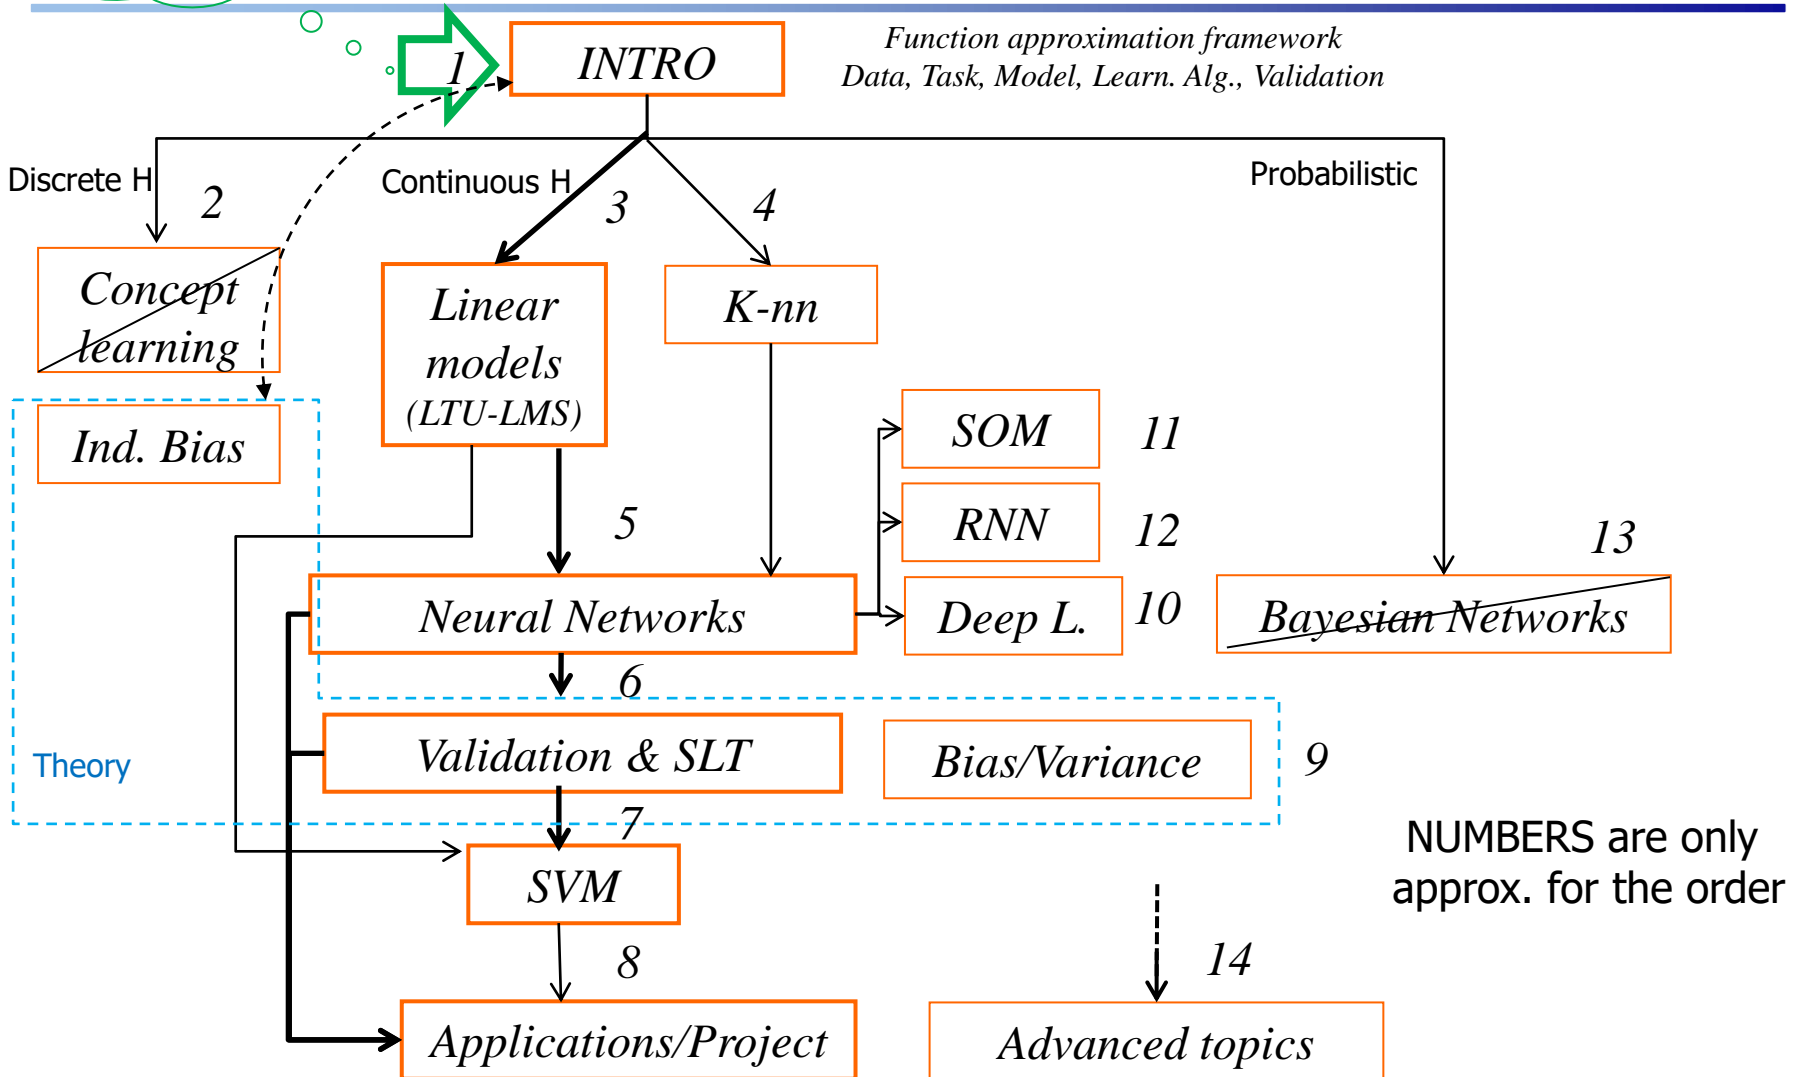 1
INTRO
Function approximation framework
Data, Task, Model, Learn. Alg., Validation
Discrete H
2
Continuous H
3
4
Probabilistic
Concept
learning
Linear
models
(LTU-LMS)
K-nn
Ind. Bias
SOM
11
5
RNN
12
13
Neural Networks
Deep L.
10
Bayesian Networks
6
Theory
Validation & SLT
Bias/Variance
9
7
NUMBERS are only
approx. for the order
SVM
8
14
Applications/Project
Advanced topics